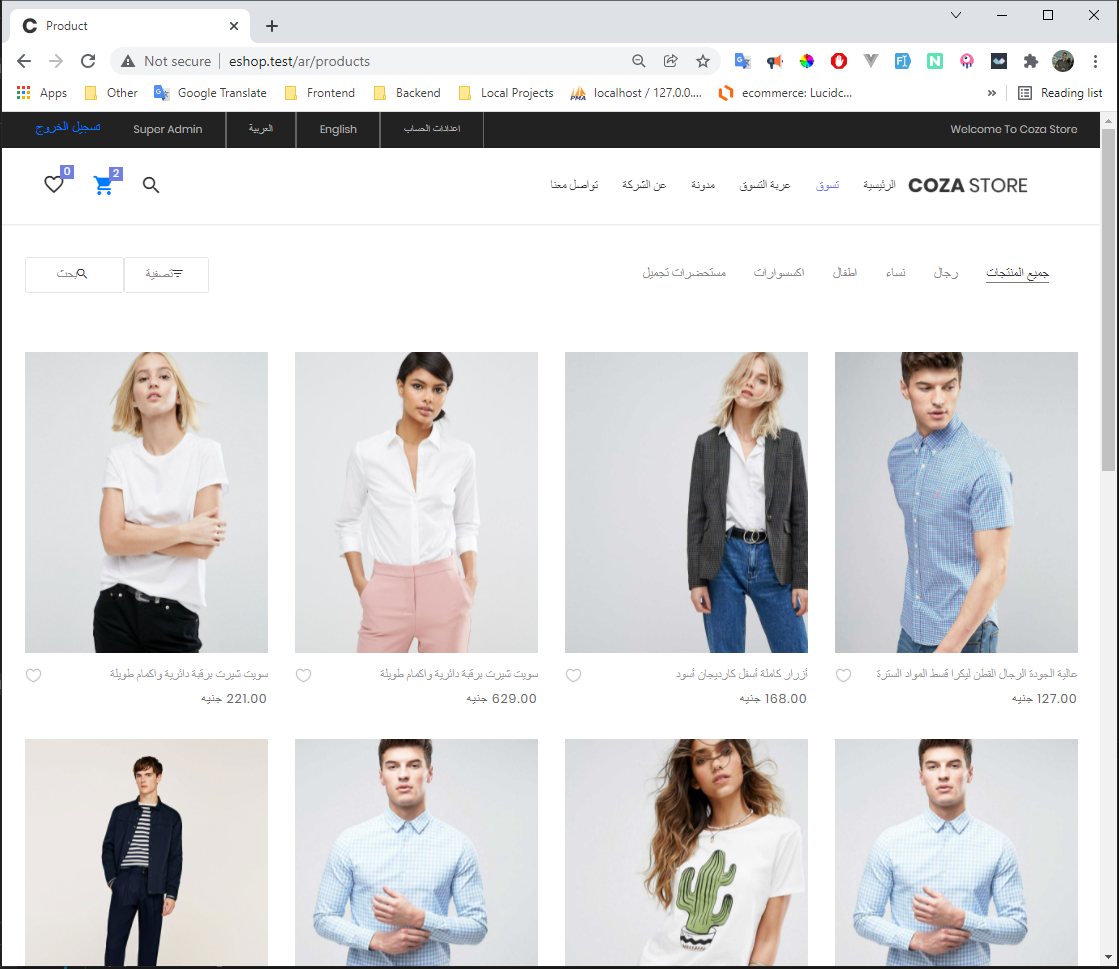 Product
Not secure
eshop.test/ar/products
Apps
Other
Google Translate
Frontend
Backend
Local Projects
PMA
localhost / 127.0.0....
ecommerce: Lucidc...
»
Reading list
Welcome To Coza Store
اعدادات الحساب
English
العربية
Super Admin
تسجيل الخروج
COZA STORE
الرئيسية
تسوق
عربة التسوق
مدونة
عن الشركة
تواصل معنا
2
0
جميع المنتجات
رجال
نساء
اطفال
اكسسوارات
مستحضرات تجميل
تصفية
بحث
عالية الجودة الرجال القطن ليكرا قسط المواد السترة
127.00 جنيه
أزرار كاملة أسفل كارديجان أسود
168.00 جنيه
سويت شيرت برقبة دائرية واكمام طويلة
629.00 جنيه
سويت شيرت برقبة دائرية واكمام طويلة
221.00 جنيه